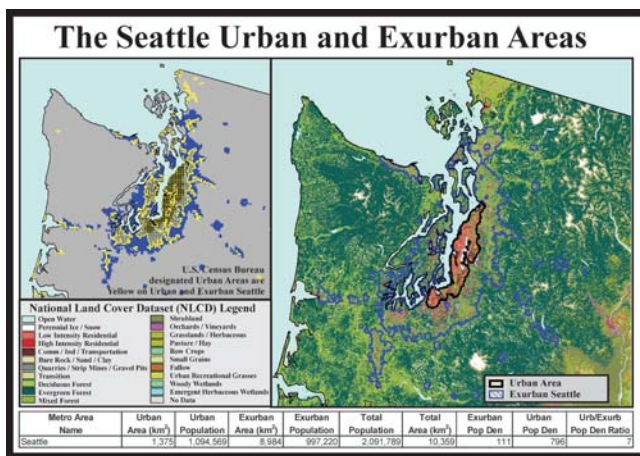 The Seattle Urban and Exurban Areas
U.S. Census Bureau
designated Urban Areas are
Yellow on Urban and Exurban Seattle
National Land Cover Dataset (NLCD) Legend
Open Water
Perennial Ice / Snow
Low Intensity Residential
High Intensity Residential
Comm / Ind / Transportation
Bare Rock / Sand / Clay
Quarries / Strip Mines / Gravel Pits
Transition
Deciduous Forest
Evergreen Forest
Mixed Forest
Shrubland
Orchards / Vineyards
Grasslands / Herbaceous
Pasture / Hay
Row Crops
Small Grains
Fallow
Urban Recreational Grasses
Woody Wetlands
Emergent Herbaceous Wetlands
No Data
Urban Area
Exurban Seattle
Metro Area Urban Urban Exurban Exurban Total Total Exurban Urban Urb/Exurb
Name Area (km²) Population Area (km²) Population Population Area (km²) Pop Den Pop Den Pop Den Ratio
Seattle 1,375 1,094,569 8,984 997,220 2,091,789 10,359 111 796 7